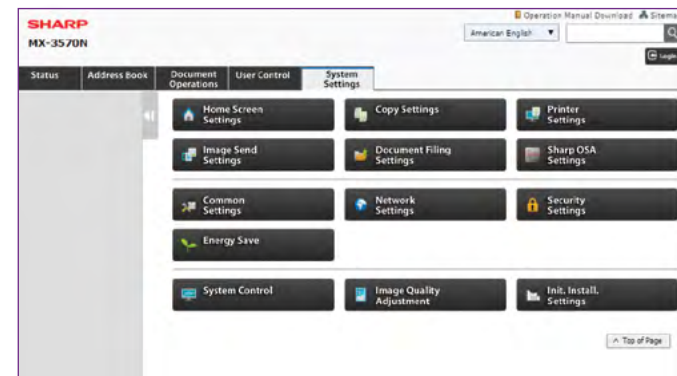 Operation Manual Download Sitema
SHARP
American English ▼
MX-3570N
Login
Status Address Book Document Operations User Control System Settings
Home Screen Settings
Copy Settings
Printer Settings
Image Send Settings
Document Filing Settings
Sharp OSA Settings
Common Settings
Network Settings
Security Settings
Energy Save
System Control
Image Quality Adjustment
Init. Install. Settings
^ Top of Page